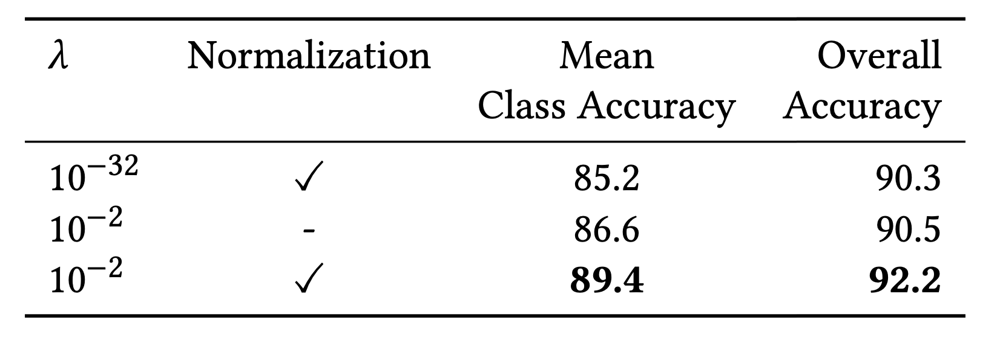 λ Normalization Mean Overall
Class Accuracy Accuracy
10⁻³² ✓ 85.2 90.3
10⁻² - 86.6 90.5
10⁻² ✓ 89.4 92.2